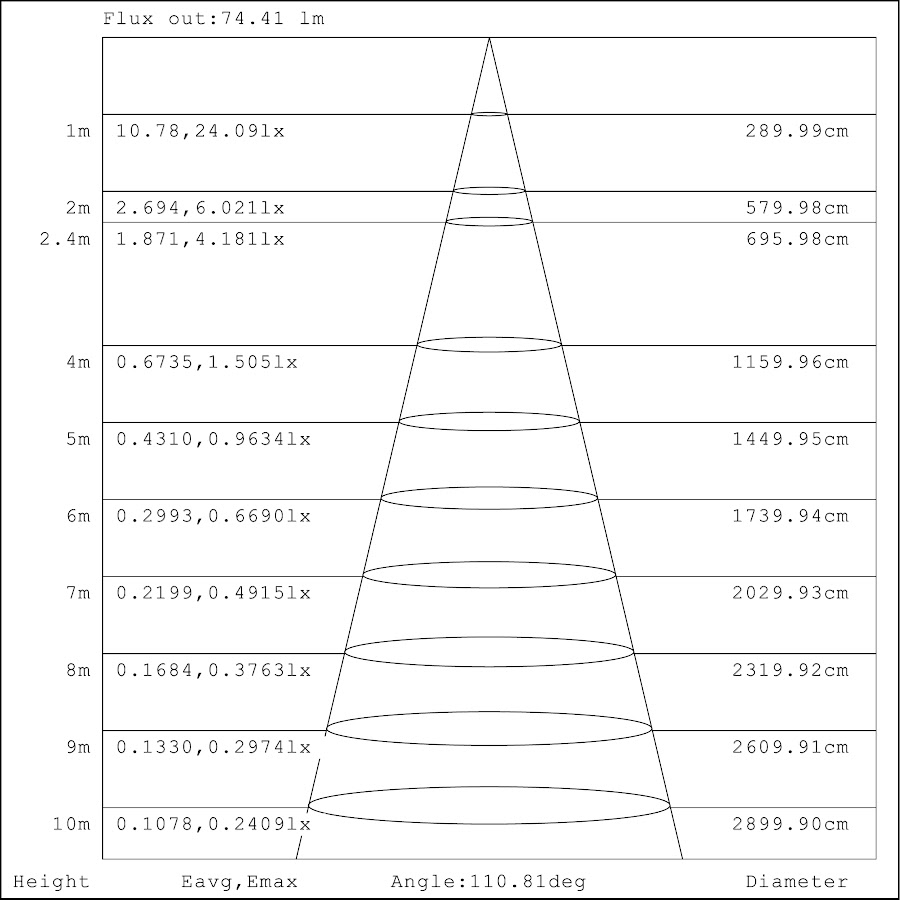 Flux out:74.41 lm
1m 10.78,24.09lx 289.99cm
2m 2.694,6.021lx 579.98cm
2.4m 1.871,4.181lx 695.98cm
4m 0.6735,1.505lx 1159.96cm
5m 0.4310,0.9634lx 1449.95cm
6m 0.2993,0.6690lx 1739.94cm
7m 0.2199,0.4915lx 2029.93cm
8m 0.1684,0.3763lx 2319.92cm
9m 0.1330,0.2974lx 2609.91cm
10m 0.1078,0.2409lx 2899.90cm
Height Eavg,Emax Angle:110.81deg Diameter